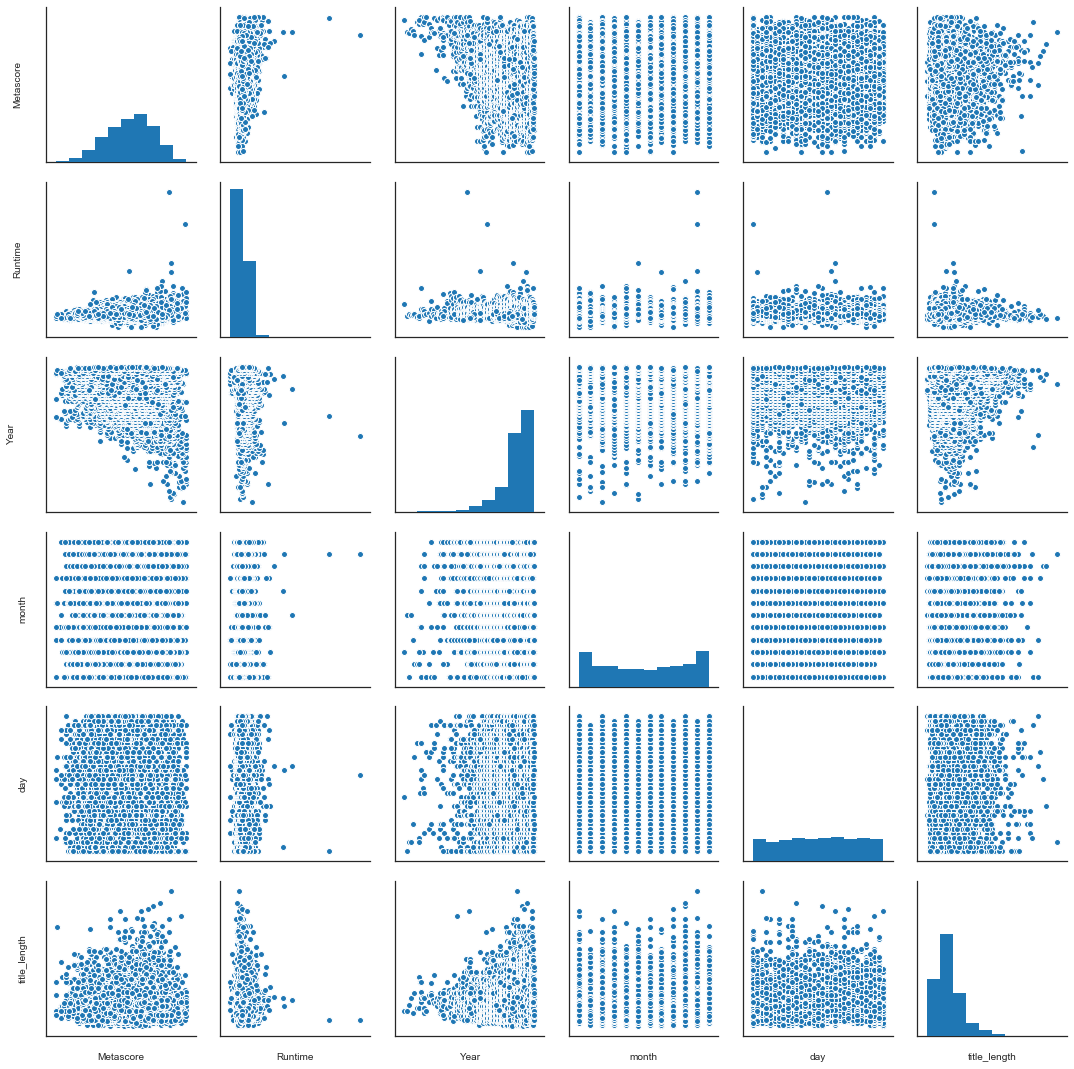 Metascore
Runtime
Year
month
day
title_length
Metascore Runtime Year month day title_length